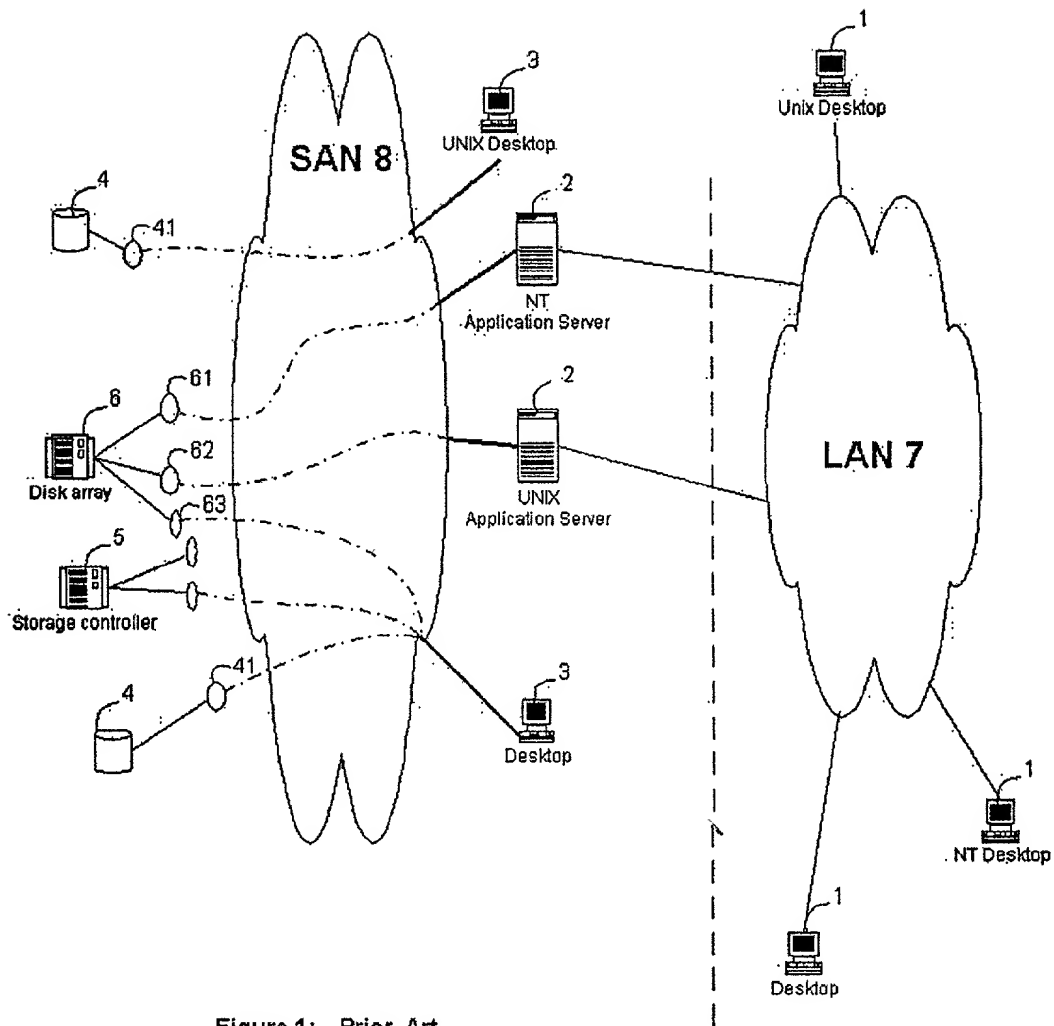 1
Unix Desktop
3
UNIX Desktop
SAN 8
4
41
2
NT
Application Server
61
6
62
Disk array
63
2
UNIX
Application Server
LAN 7
5
Storage controller
41
4
3
Desktop
1
NT Desktop
1
Desktop
Figure 1: Prior Art